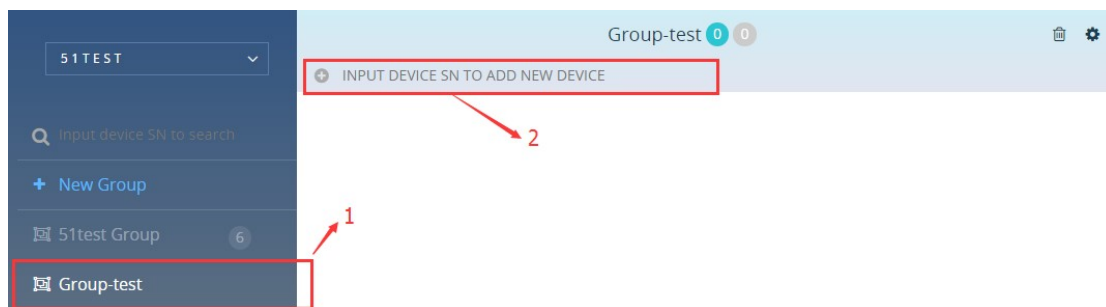 51TEST
Input device SN to search
+ New Group
51test Group 6
Group-test
Group-test 0 0
INPUT DEVICE SN TO ADD NEW DEVICE
2
1